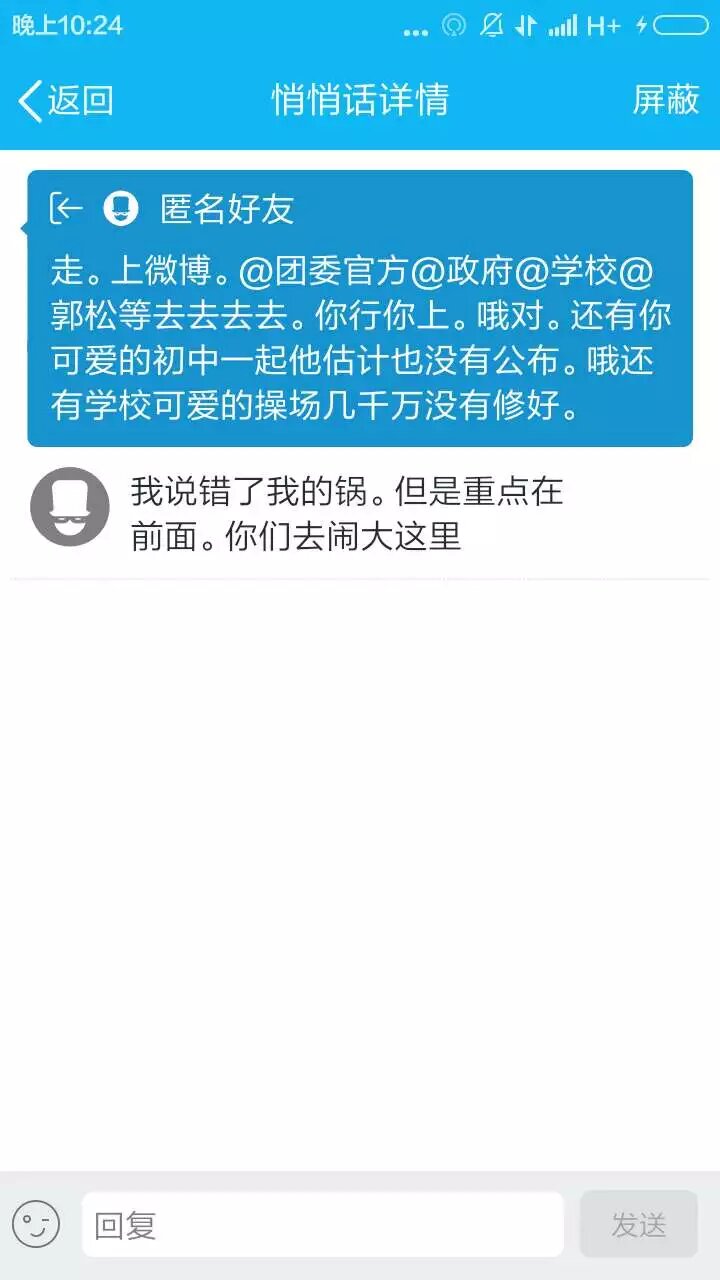 晚上10:24
H+
返回
悄悄话详情
屏蔽
匿名好友
走。上微博。@团委官方@政府@学校@
郭松等去去去去。你行你上。哦对。还有你
可爱的初中一起他估计也没有公布。哦还
有学校可爱的操场几千万没有修好。
我说错了我的锅。但是重点在
前面。你们去闹大这里
回复
发送